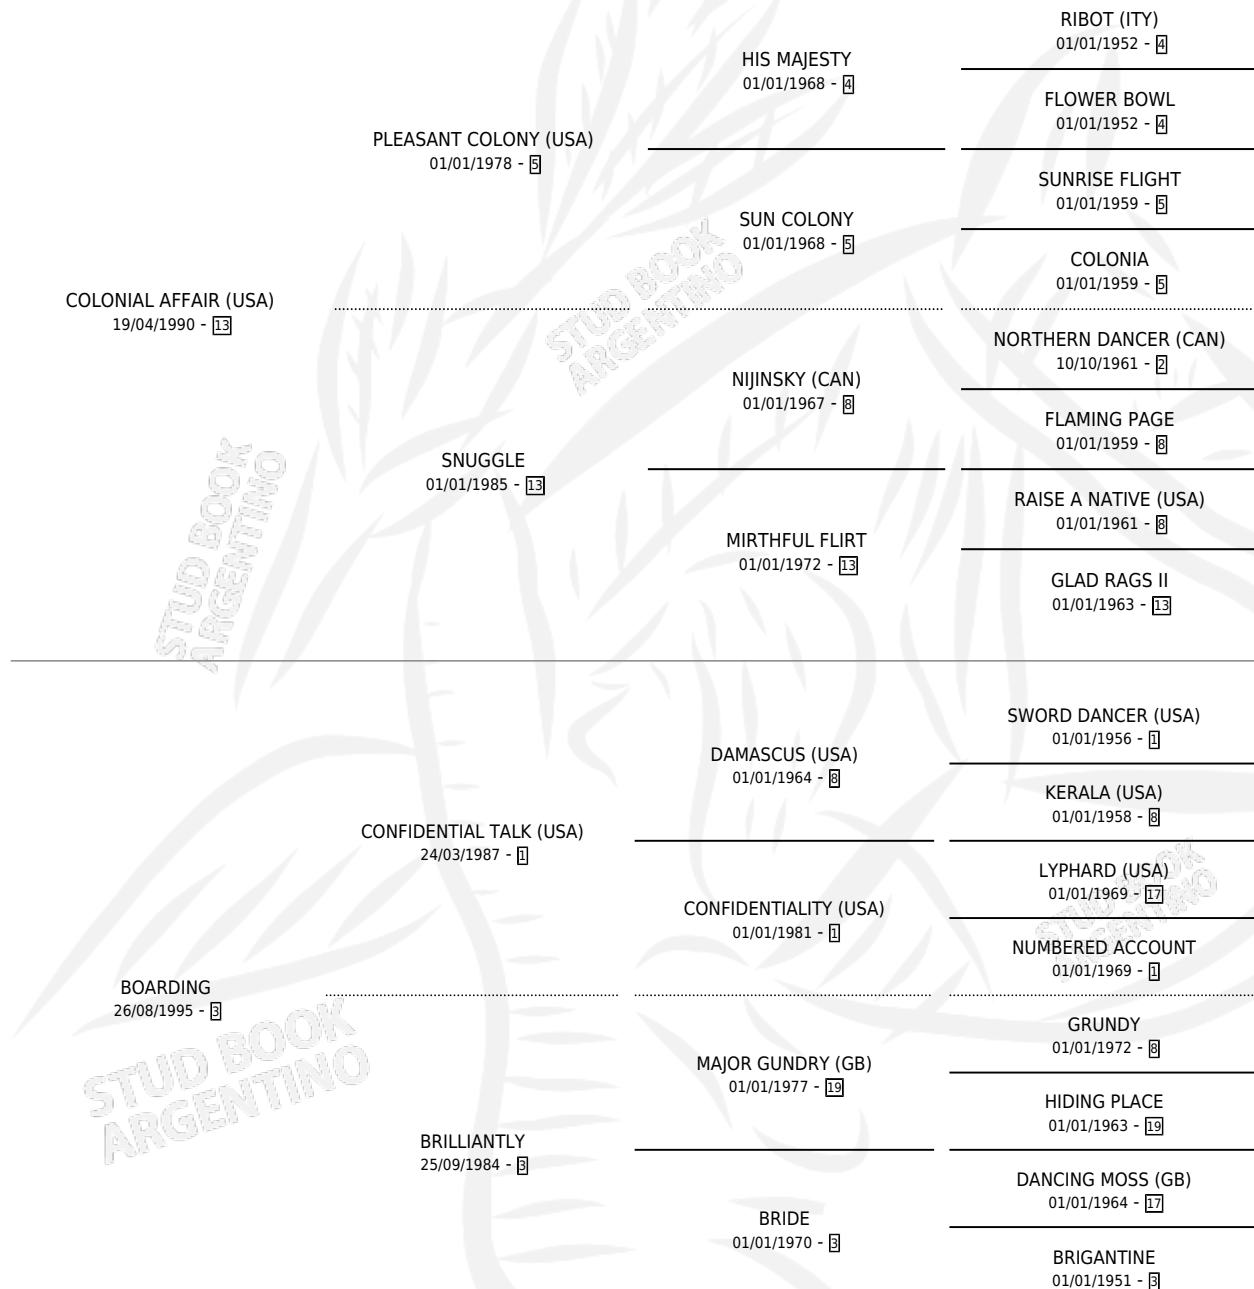 RIBOT (ITY)
01/01/1952 - 4
HIS MAJESTY
01/01/1968 - 4
FLOWER BOWL
01/01/1952 - 4
PLEASANT COLONY (USA)
01/01/1978 - 5
SUNRISE FLIGHT
01/01/1959 - 5
SUN COLONY
01/01/1968 - 5
COLONIA
01/01/1959 - 5
COLONIAL AFFAIR (USA)
19/04/1990 - 13
NORTHERN DANCER (CAN)
10/10/1961 - 2
NIJINSKY (CAN)
01/01/1967 - 8
FLAMING PAGE
01/01/1959 - 8
SNUGGLE
01/01/1985 - 13
RAISE A NATIVE (USA)
01/01/1961 - 8
MIRTHFUL FLIRT
01/01/1972 - 13
GLAD RAGS II
01/01/1963 - 13
SWORD DANCER (USA)
01/01/1956 - 1
DAMASCUS (USA)
01/01/1964 - 8
KERALA (USA)
01/01/1958 - 8
CONFIDENTIAL TALK (USA)
24/03/1987 - 1
LYPHARD (USA)
01/01/1969 - 17
CONFIDENTIALITY (USA)
01/01/1981 - 1
NUMBERED ACCOUNT
01/01/1969 - 1
BOARDING
26/08/1995 - 3
GRUNDY
01/01/1972 - 8
MAJOR GUNDRY (GB)
01/01/1977 - 19
HIDING PLACE
01/01/1963 - 19
BRILLIANTLY
25/09/1984 - 3
DANCING MOSS (GB)
01/01/1964 - 17
BRIDE
01/01/1970 - 3
BRIGANTINE
01/01/1951 - 3
STUD BOOK
ARGENTINO
STUD BOOK
ARGENTINO
STUD BOOK
ARGENTINO
STUD BOOK
ARGENTINO